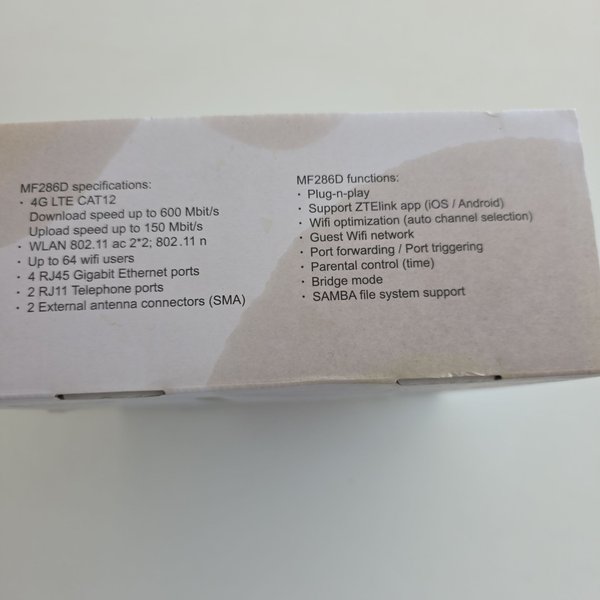 MF286D specifications:
· 4G LTE CAT12
Download speed up to 600 Mbit/s
Upload speed up to 150 Mbit/s
· WLAN 802.11 ac 2*2; 802.11 n
· Up to 64 wifi users
· 4 RJ45 Gigabit Ethernet ports
· 2 RJ11 Telephone ports
· 2 External antenna connectors (SMA)
MF286D functions:
· Plug-n-play
· Support ZTElink app (iOS / Android)
· Wifi optimization (auto channel selection)
· Guest Wifi network
· Port forwarding / Port triggering
· Parental control (time)
· Bridge mode
· SAMBA file system support